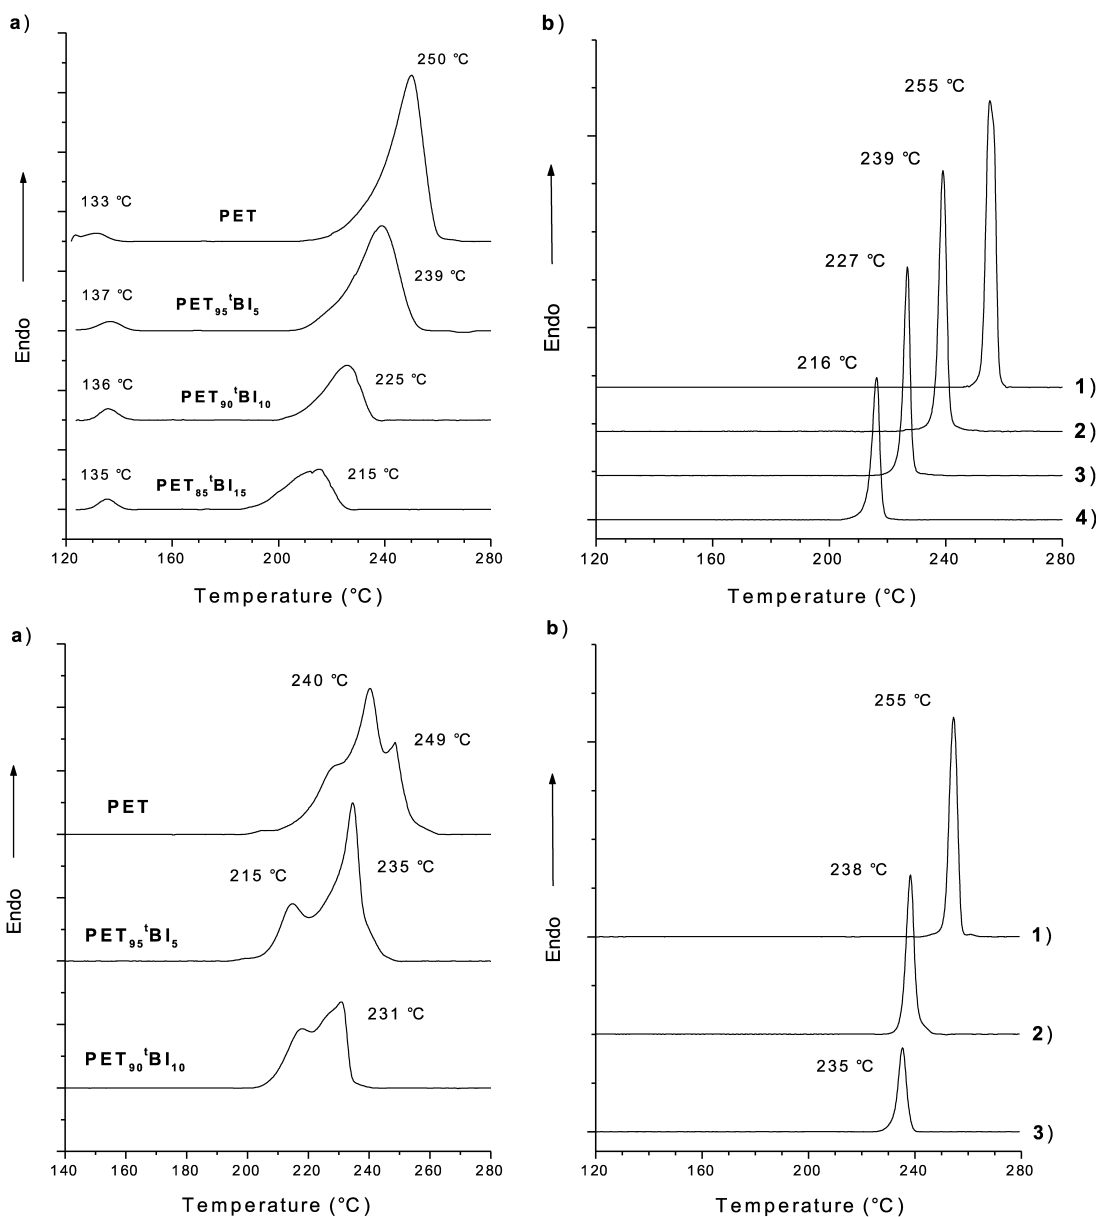 a)
250 °C
133 °C
PET
137 °C
PET95tBI5
239 °C
136 °C
PET90tBI10
225 °C
135 °C
PET85tBI15
215 °C
Endo
120 160 200 240 280
Temperature (°C)
b)
255 °C
239 °C
227 °C
216 °C
1)
2)
3)
4)
Endo
120 160 200 240 280
Temperature (°C)
a)
240 °C
249 °C
PET
215 °C
235 °C
PET95tBI5
231 °C
PET90tBI10
Endo
140 160 180 200 220 240 260 280
Temperature (°C)
b)
255 °C
1)
238 °C
2)
235 °C
3)
Endo
120 160 200 240 280
Temperature (°C)